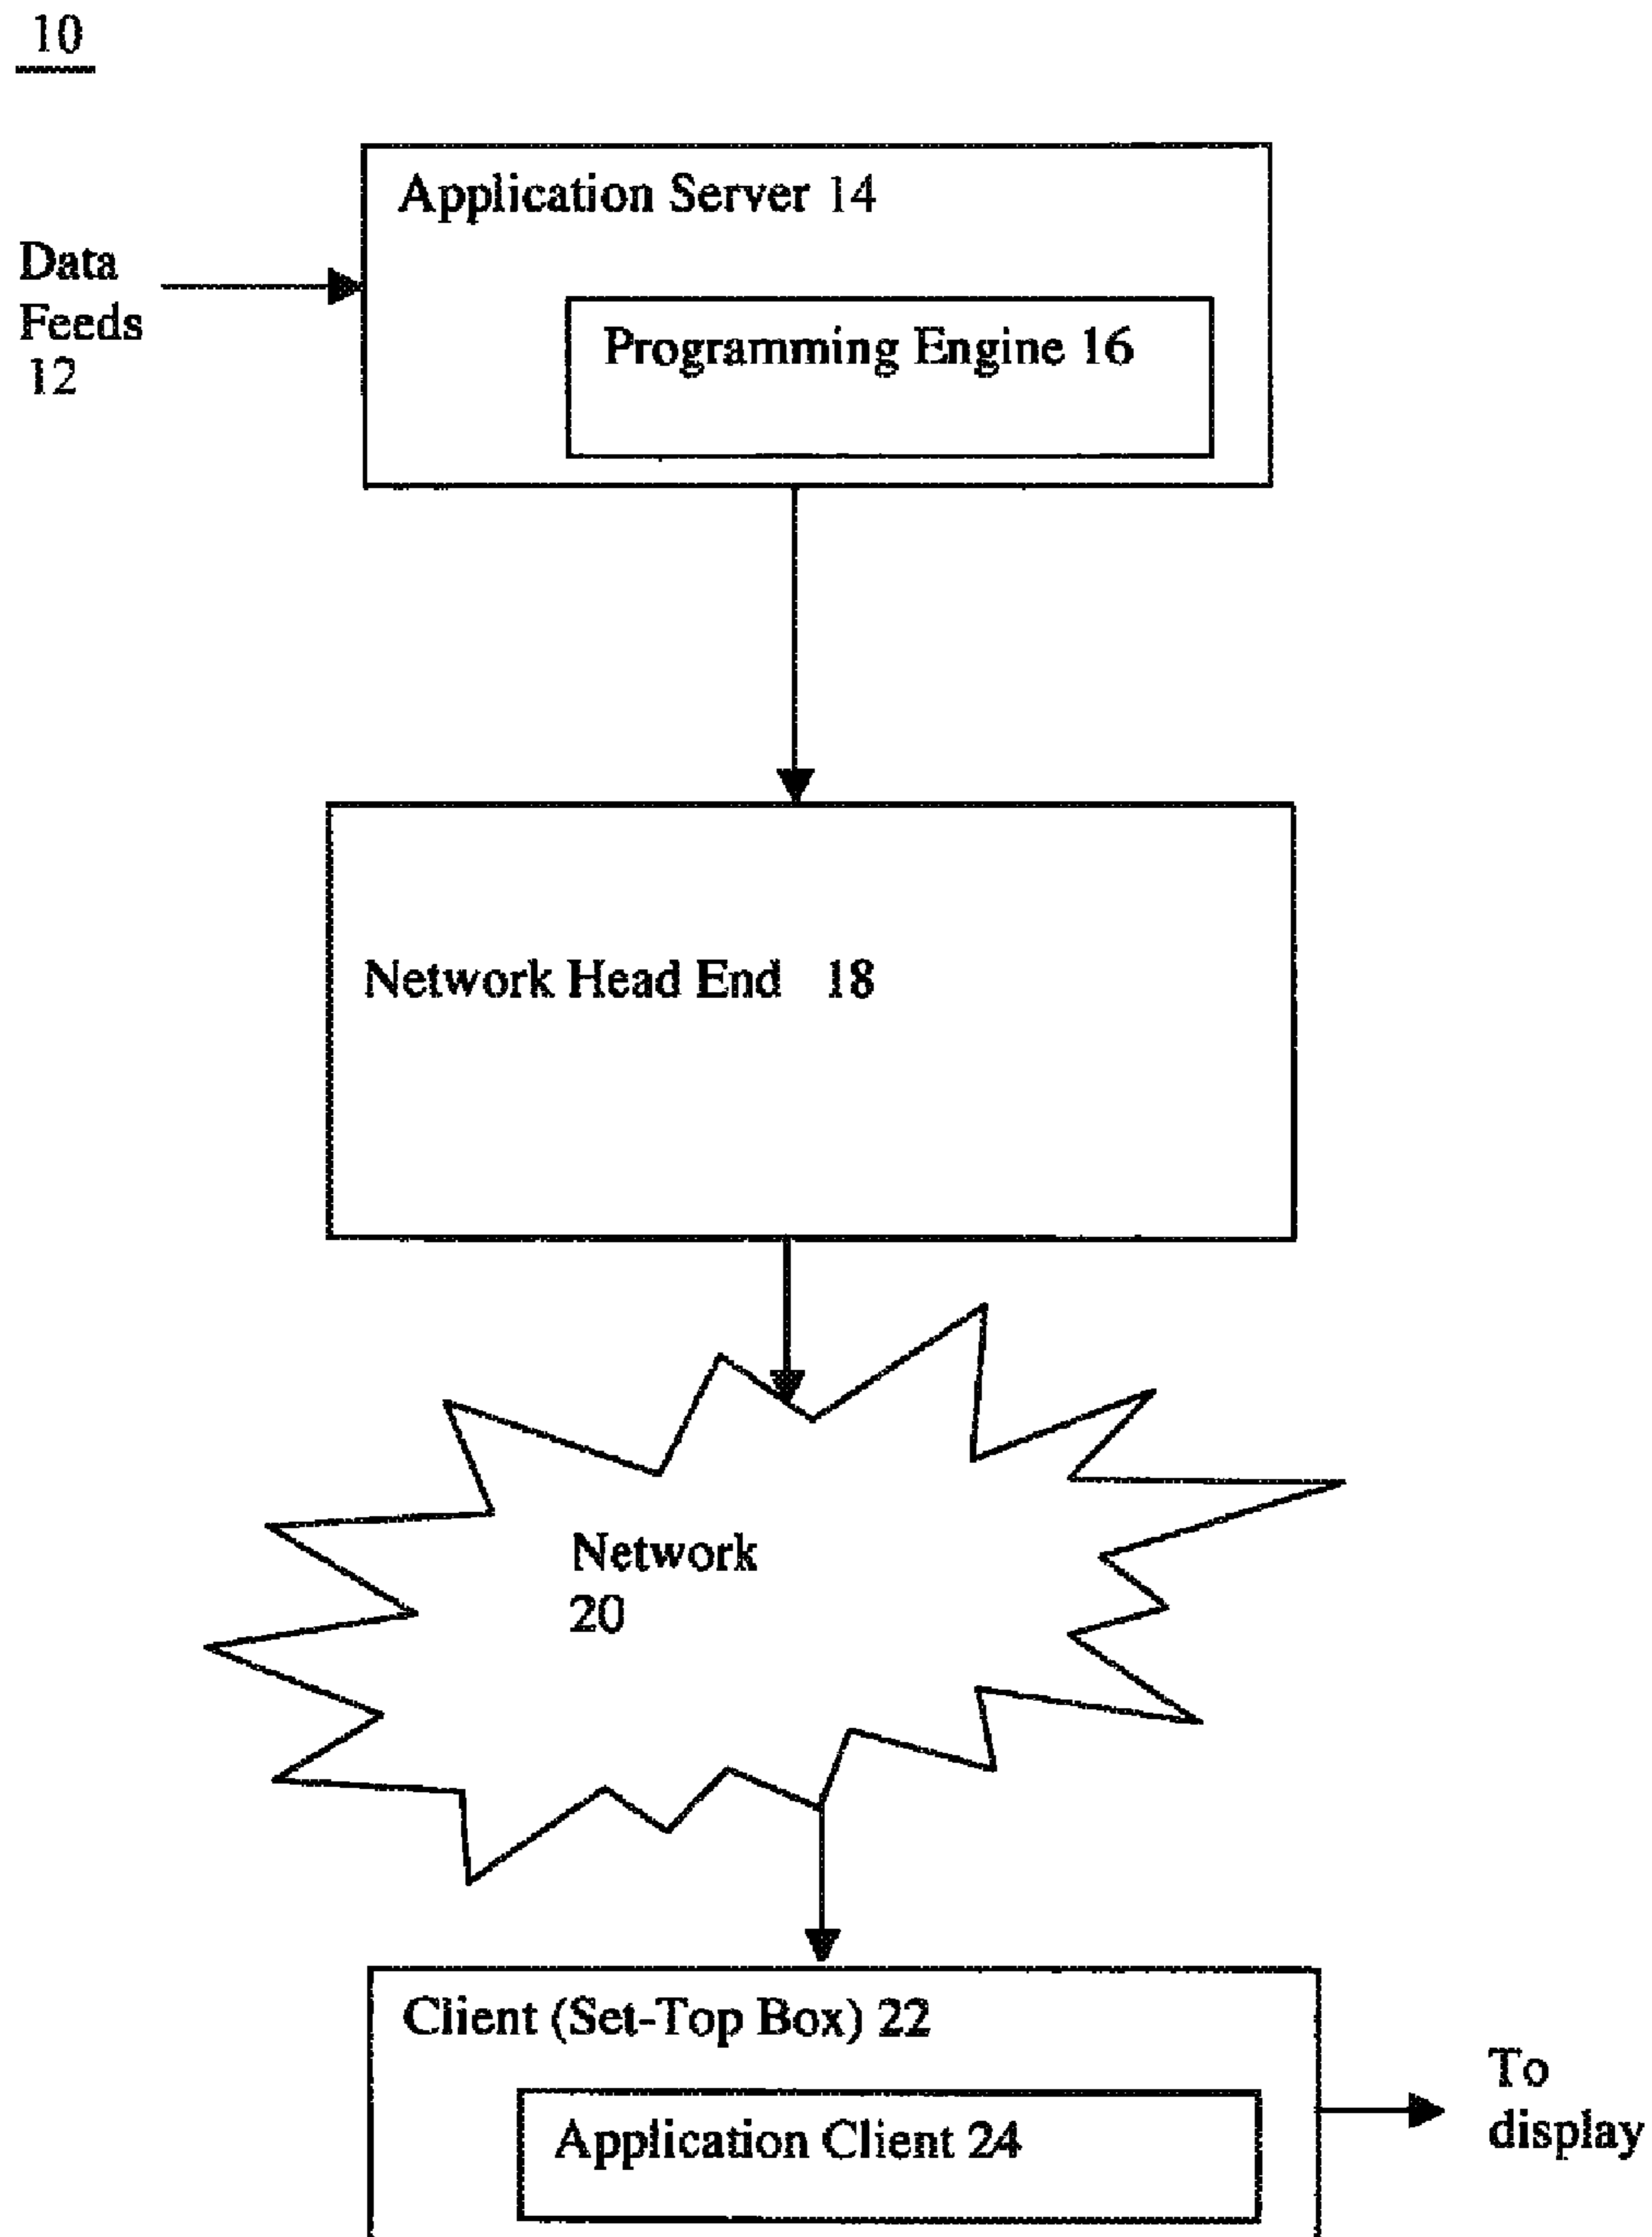 10
Application Server 14
Data
Feeds
12
Programming Engine 16
Network Head End 18
Network
20
Client (Set-Top Box) 22
Application Client 24
To
display